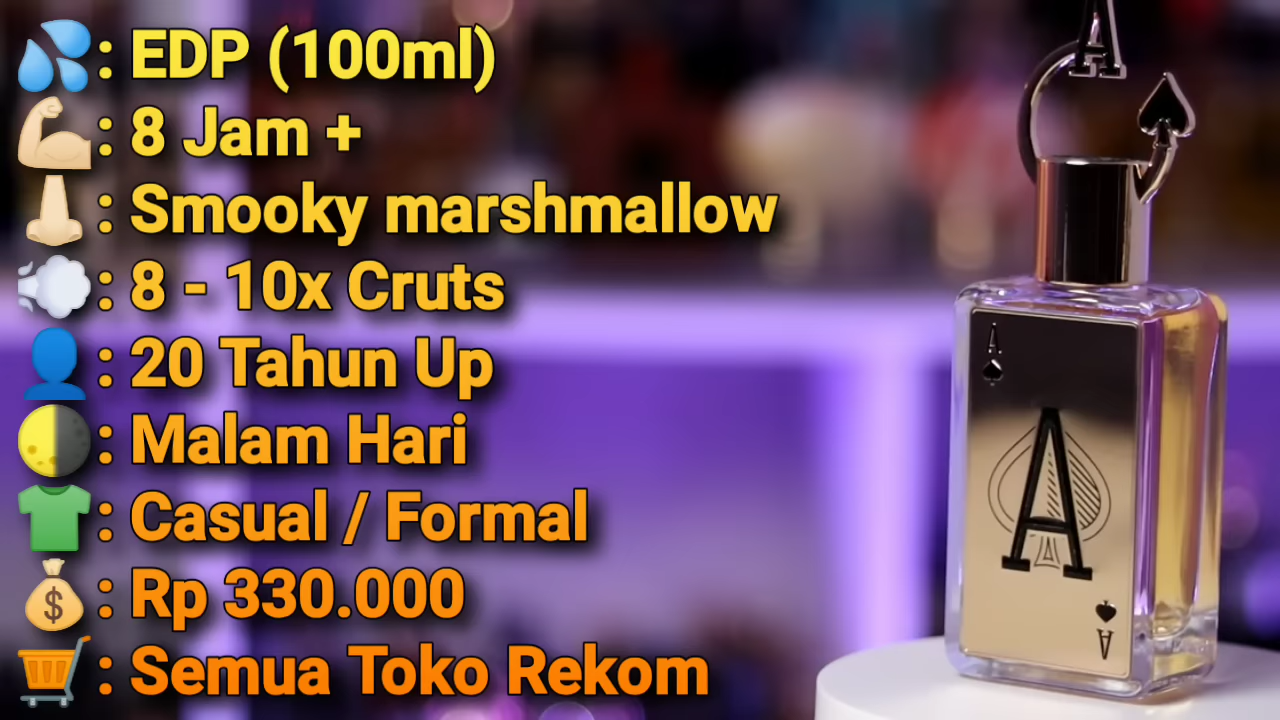 : EDP (100ml)
: 8 Jam +
: Smooky marshmallow
: 8 - 10x Cruts
: 20 Tahun Up
: Malam Hari
: Casual / Formal
: Rp 330.000
: Semua Toko Rekom
A
A
A
A